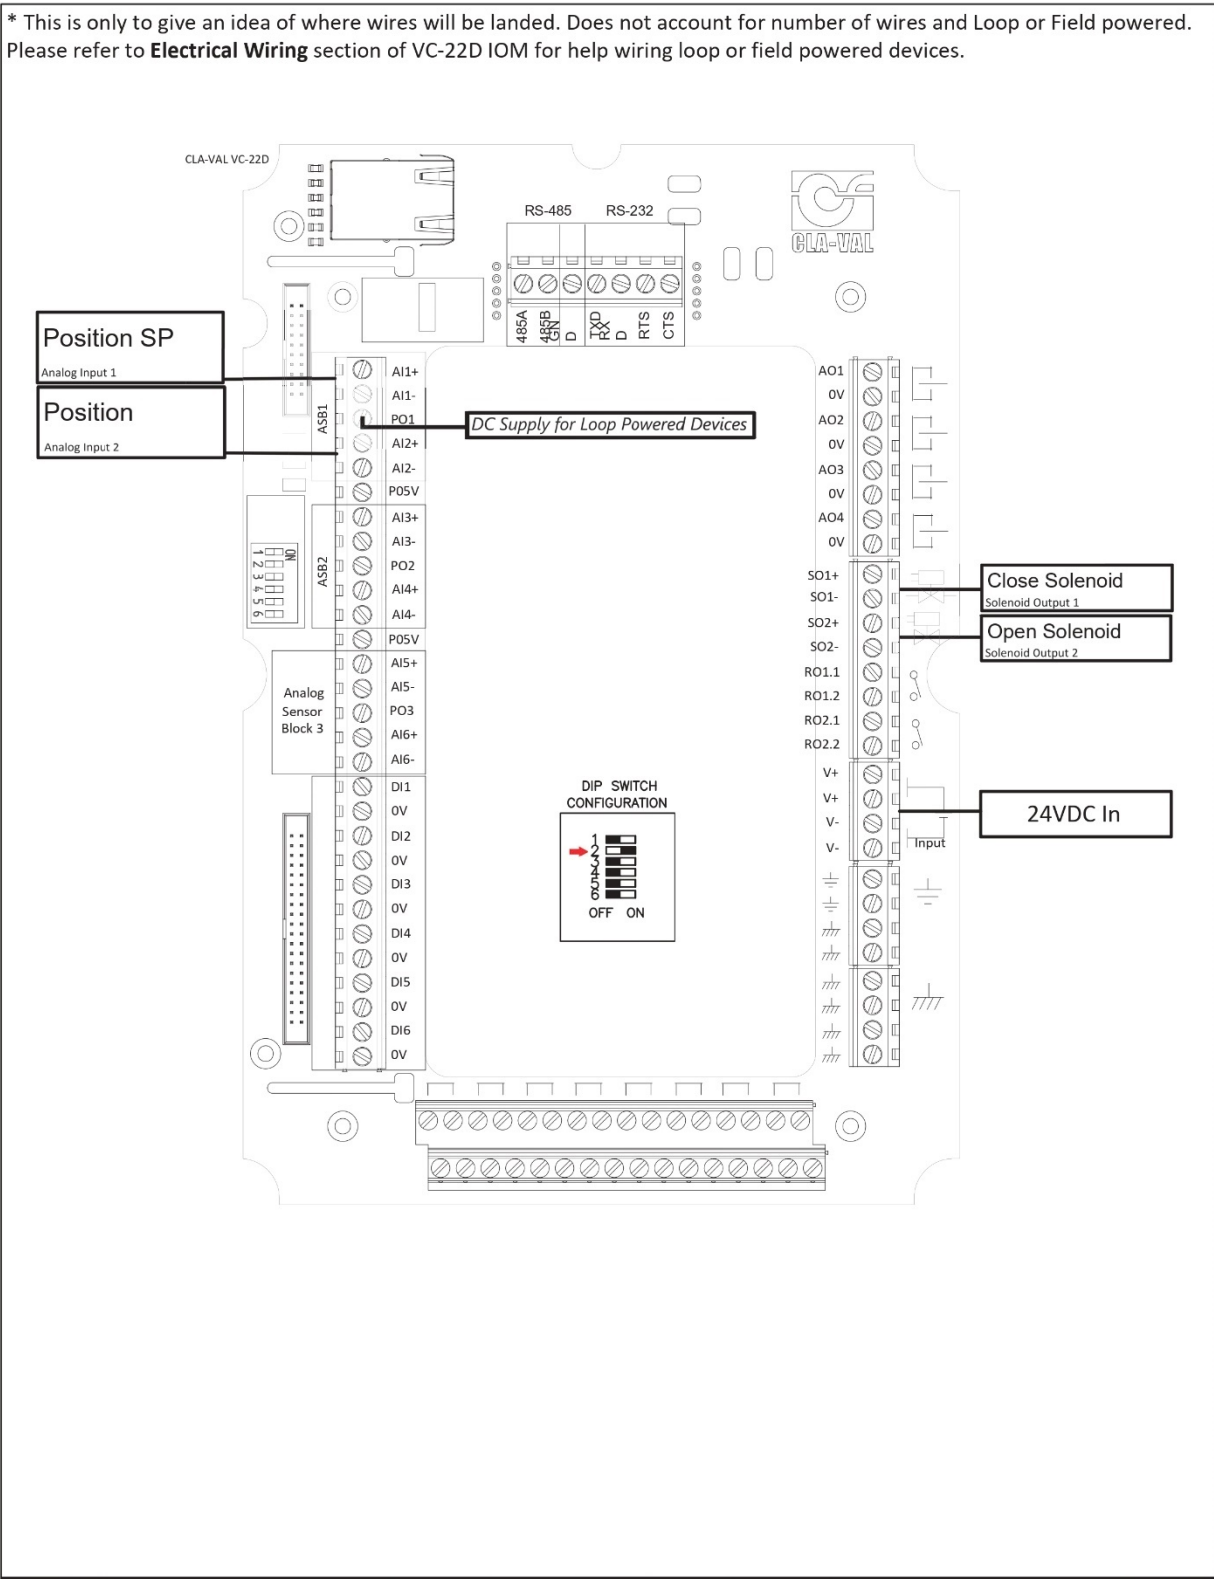 * This is only to give an idea of where wires will be landed. Does not account for number of wires and Loop or Field powered.
Please refer to Electrical Wiring section of VC-22D IOM for help wiring loop or field powered devices.
CLA-VAL VC-22D
CLA-VAL
RS-485 RS-232
485A
485B
GN
D
TXD
RX
D
RTS
CTS
Position SP
Analog Input 1
Position
Analog Input 2
ASB1
AI1+
AI1-
PO1
AI2+
AI2-
P05V
DC Supply for Loop Powered Devices
ON
1
2
3
4
5
6
ASB2
AI3+
AI3-
PO2
AI4+
AI4-
P05V
Analog
Sensor
Block 3
AI5+
AI5-
PO3
AI6+
AI6-
DI1
0V
DI2
0V
DI3
0V
DI4
0V
DI5
0V
DI6
0V
DIP SWITCH
CONFIGURATION
1
2
3
4
5
6
OFF ON
AO1
0V
AO2
0V
AO3
0V
AO4
0V
SO1+
SO1-
SO2+
SO2-
RO1.1
RO1.2
RO2.1
RO2.2
V+
V+
V-
V-
Close Solenoid
Solenoid Output 1
Open Solenoid
Solenoid Output 2
24VDC In
Input